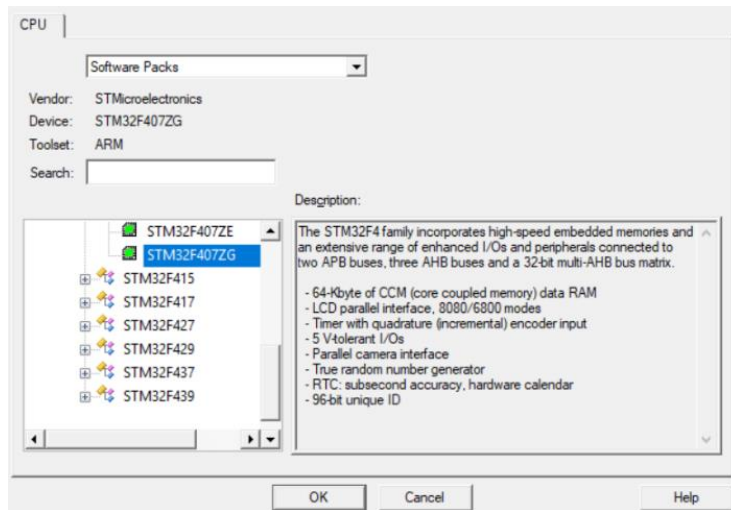 CPU
Software Packs
Vendor: STMicroelectronics
Device: STM32F407ZG
Toolset: ARM
Search:
Description:
STM32F407ZE
STM32F407ZG
STM32F415
STM32F417
STM32F427
STM32F429
STM32F437
STM32F439
The STM32F4 family incorporates high-speed embedded memories and
an extensive range of enhanced I/Os and peripherals connected to
two APB buses, three AHB buses and a 32-bit multi-AHB bus matrix.
- 64-Kbyte of CCM (core coupled memory) data RAM
- LCD parallel interface, 8080/6800 modes
- Timer with quadrature (incremental) encoder input
- 5 V-tolerant I/Os
- Parallel camera interface
- True random number generator
- RTC: subsecond accuracy, hardware calendar
- 96-bit unique ID
OK Cancel Help